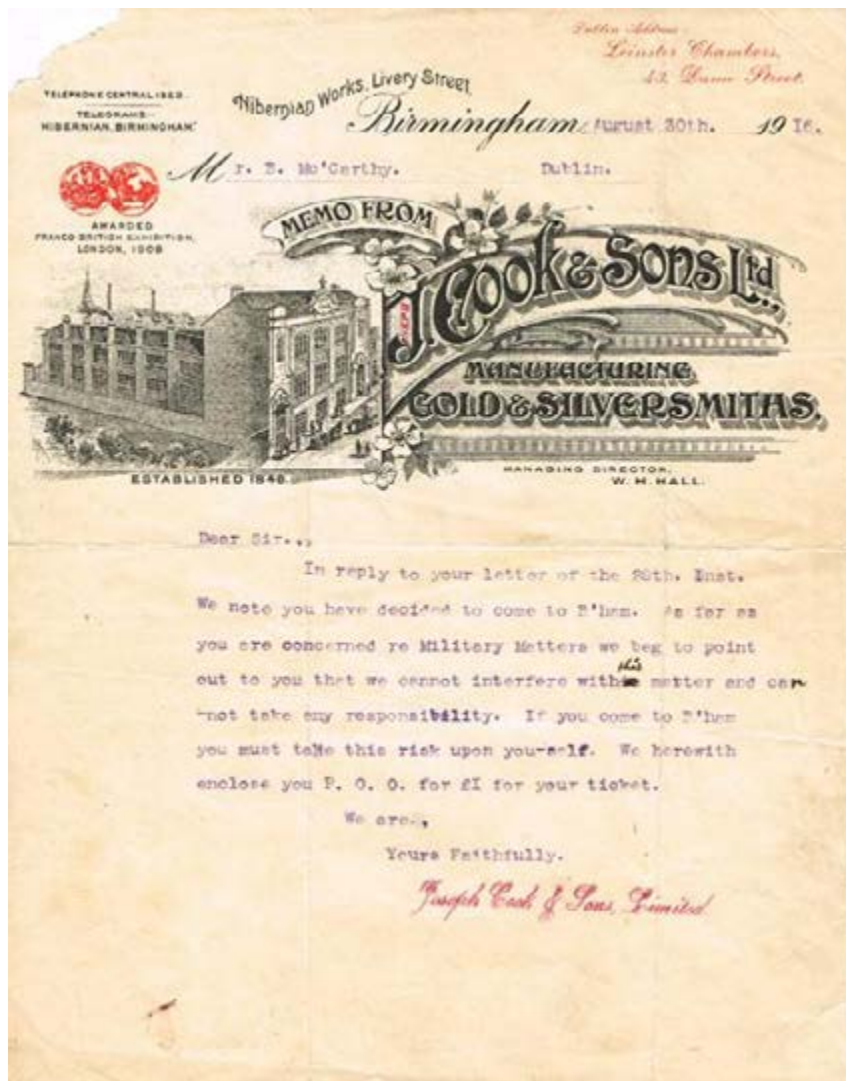 Dublin Address
Leinster Chambers,
43, Dame Street.
TELEPHONE CENTRAL
TELEGRAMS
HIBERNIAN, BIRMINGHAM.
Hibernian Works, Livery Street,
Birmingham, August 30th. 1916.
Mr. B. Mc'Carthy. Dublin.
AWARDED
FRANCO BRITISH EXHIBITION,
LONDON, 1908
MEMO FROM
J. Cook & Sons Ltd.,
MANUFACTURING
GOLD & SILVERSMITHS.
ESTABLISHED 1848.
MANAGING DIRECTOR,
W. H. HALL.
Dear Sir.,,
In reply to your letter of the 28th. Inst.
We note you have decided to come to B'ham. As far as
you are concerned re Military Matters we beg to point
this
out to you that we cannot interfere with matter and can
-not take any responsibility. If you come to B'ham
you must take this risk upon you-self. We herewith
enclose you P. O. O. for £I for your ticket.
We are.,
Yours Faithfully.
Joseph Cook & Sons, Limited